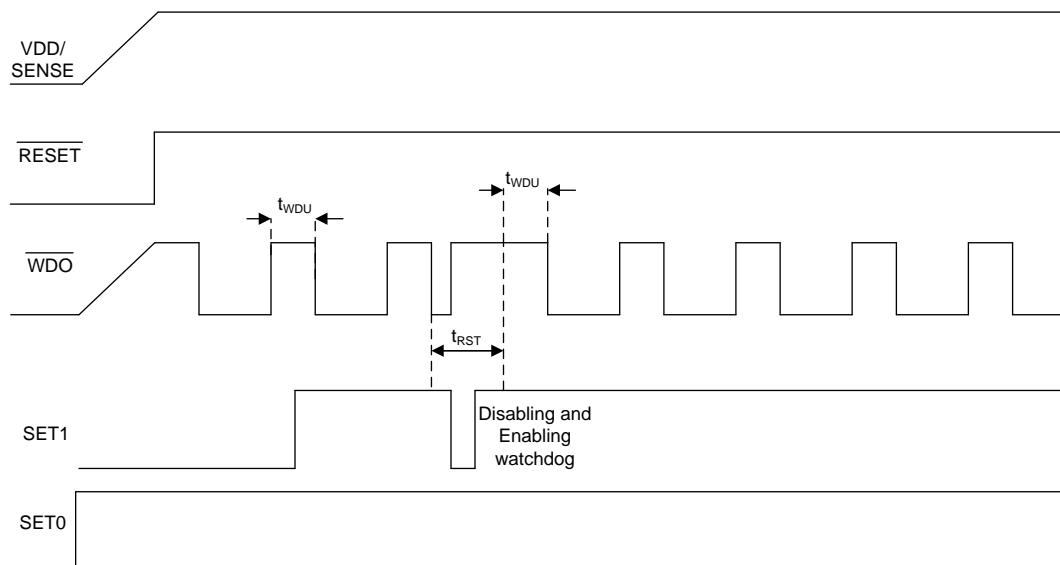 VDD/
SENSE
RESET
tWDU
tWDU
WDO
tRST
SET1
Disabling and
Enabling
watchdog
SET0